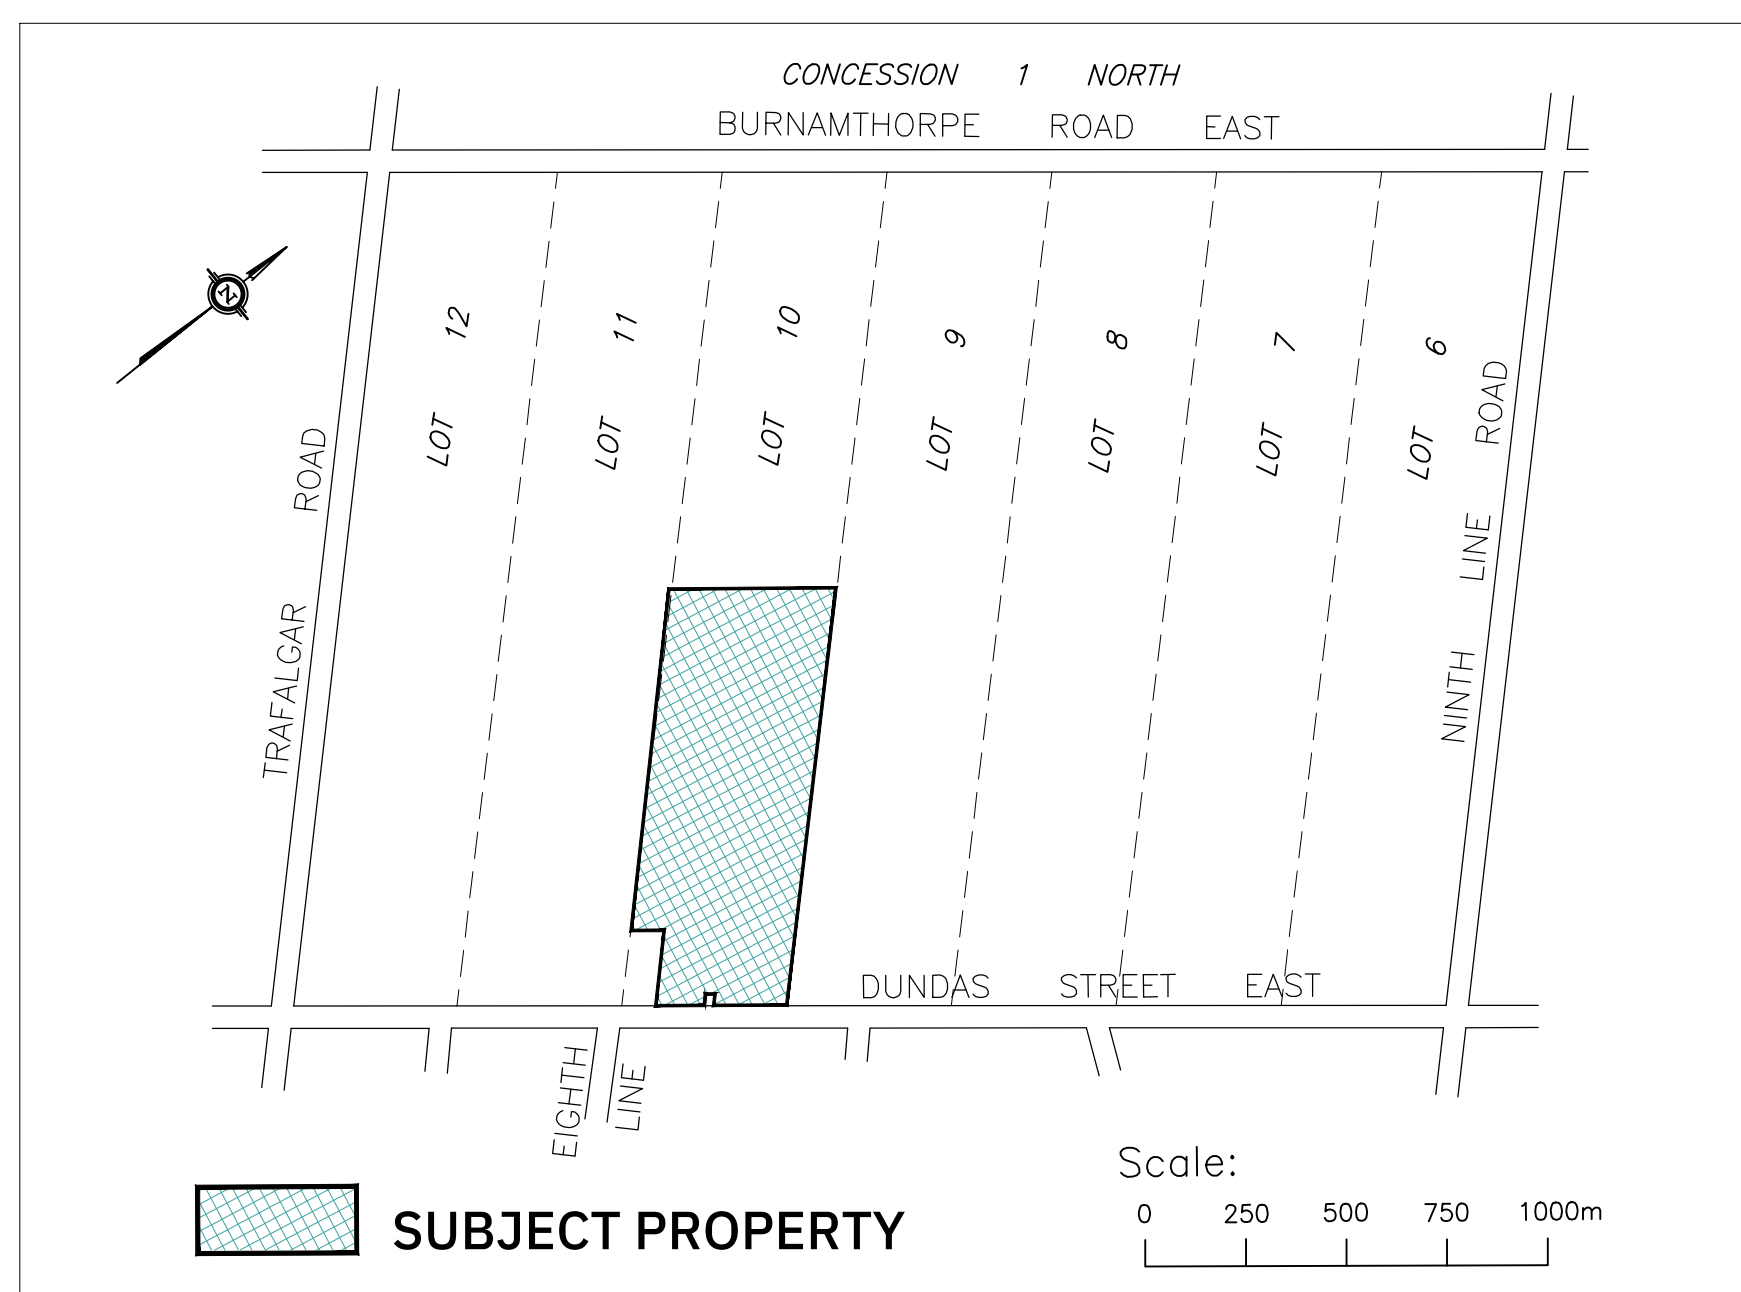 CONCESSION 1 NORTH
BURNAMTHORPE ROAD EAST
N
TRAFALGAR ROAD
LOT 12
LOT 11
LOT 10
LOT 9
LOT 8
LOT 7
LOT 6
NINTH LINE ROAD
DUNDAS STREET EAST
EIGHTH
LINE
SUBJECT PROPERTY
Scale:
0 250 500 750 1000m